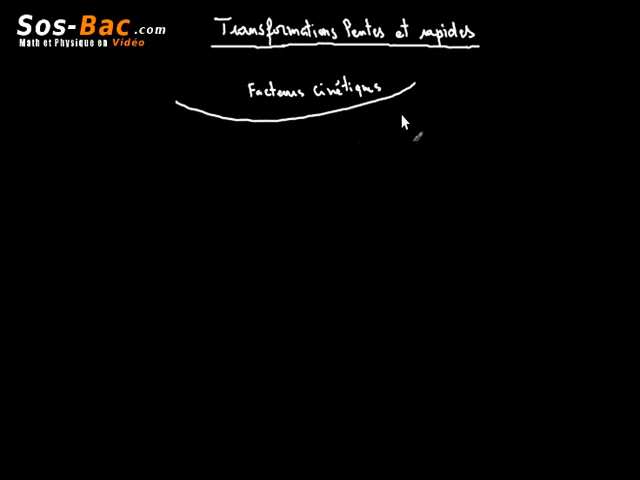 Sos-Bac.com
Math et Physique en Vidéo
Transformations lentes et rapides
Facteurs cinétiques